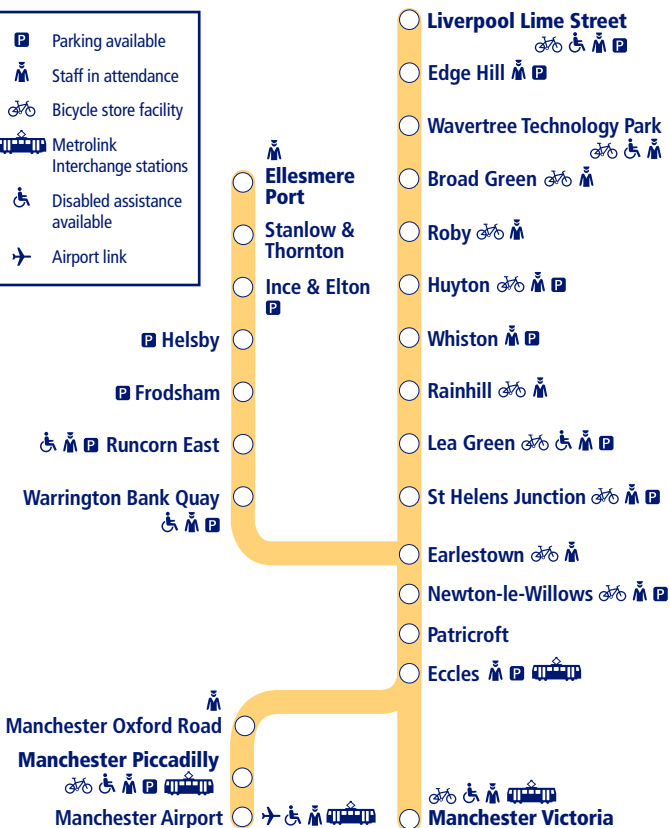 P Parking available
Staff in attendance
Bicycle store facility
Metrolink
Interchange stations
Disabled assistance
available
Airport link
Liverpool Lime Street
P
Edge Hill P
Wavertree Technology Park
Broad Green
Roby
Huyton P
Whiston P
Rainhill
Lea Green P
St Helens Junction P
Earlestown
Newton-le-Willows P
Patricroft
Eccles P
Manchester Victoria
Ellesmere
Port
Stanlow &
Thornton
Ince & Elton
P
P Helsby
P Frodsham
P Runcorn East
Warrington Bank Quay
P
Manchester Oxford Road
Manchester Piccadilly
P
Manchester Airport